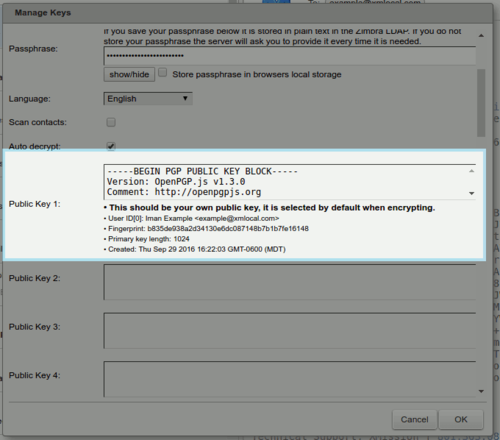 To: example@xmlocal.com
Manage Keys
If you save your passphrase below it is stored in plain text in the Zimbra LDAP. If you do not
store your passphrase the server will ask you to provide it every time it is needed.
Passphrase:
show/hide Store passphrase in browsers local storage
Language: English
Scan contacts:
Auto decrypt:
-----BEGIN PGP PUBLIC KEY BLOCK-----
Version: OpenPGP.js v1.3.0
Comment: http://openpgpjs.org
Public Key 1:
• This should be your own public key, it is selected by default when encrypting.
• User ID[0]: Iman Example <example@xmlocal.com>
• Fingerprint: b835de938a2d34130e6dc087148b7b1b7fe16148
• Primary key length: 1024
• Created: Thu Sep 29 2016 16:22:03 GMT-0600 (MDT)
Public Key 2:
Public Key 3:
Public Key 4:
Cancel OK